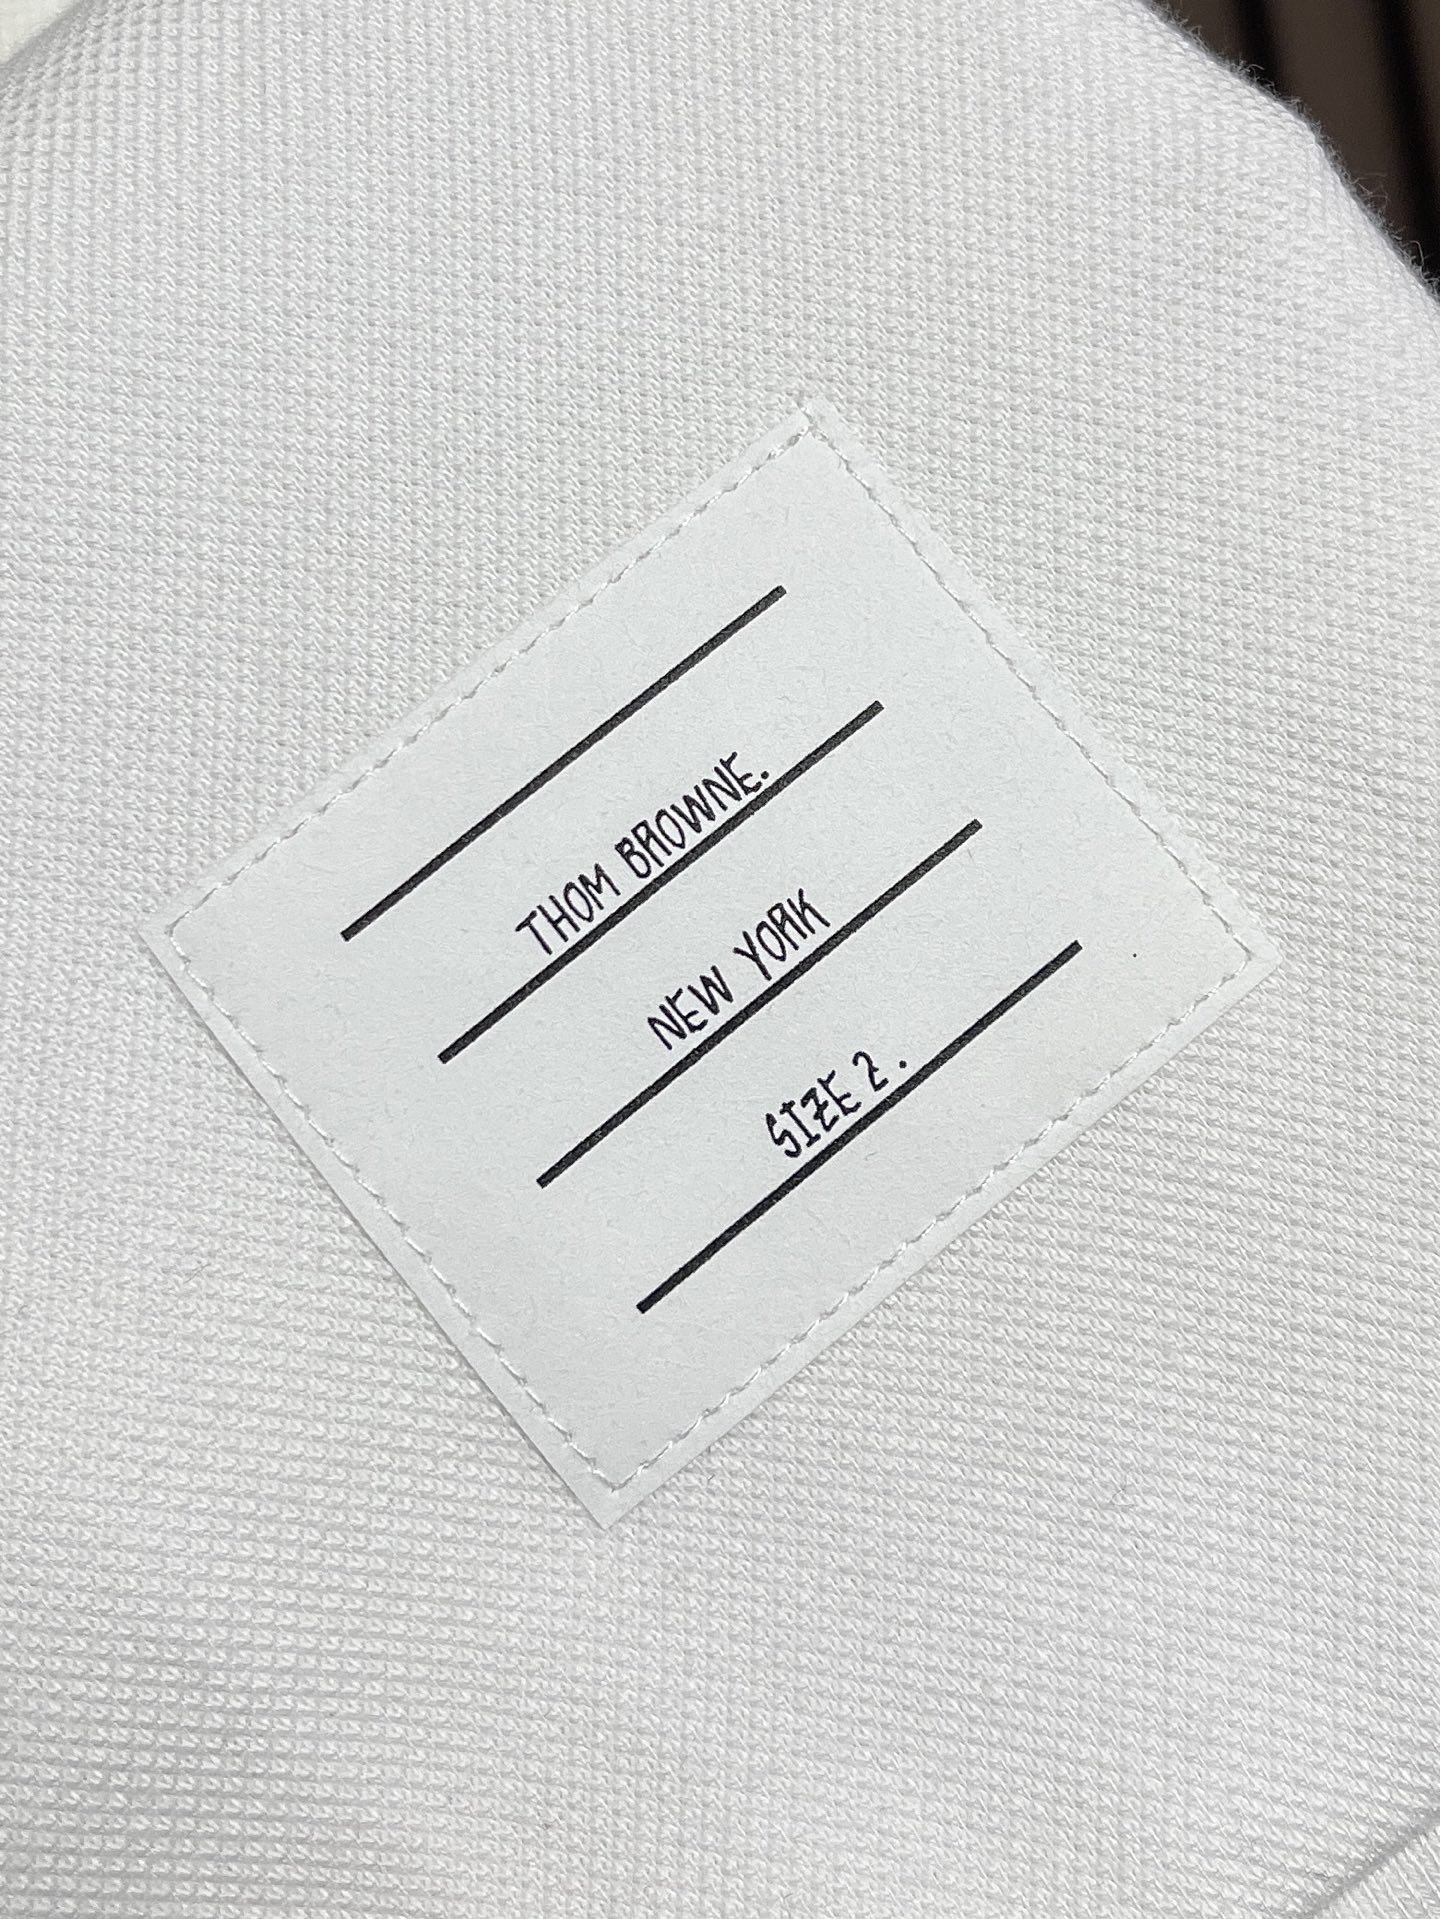 THOM BROWNE.
NEW YORK
SIZE 2 .